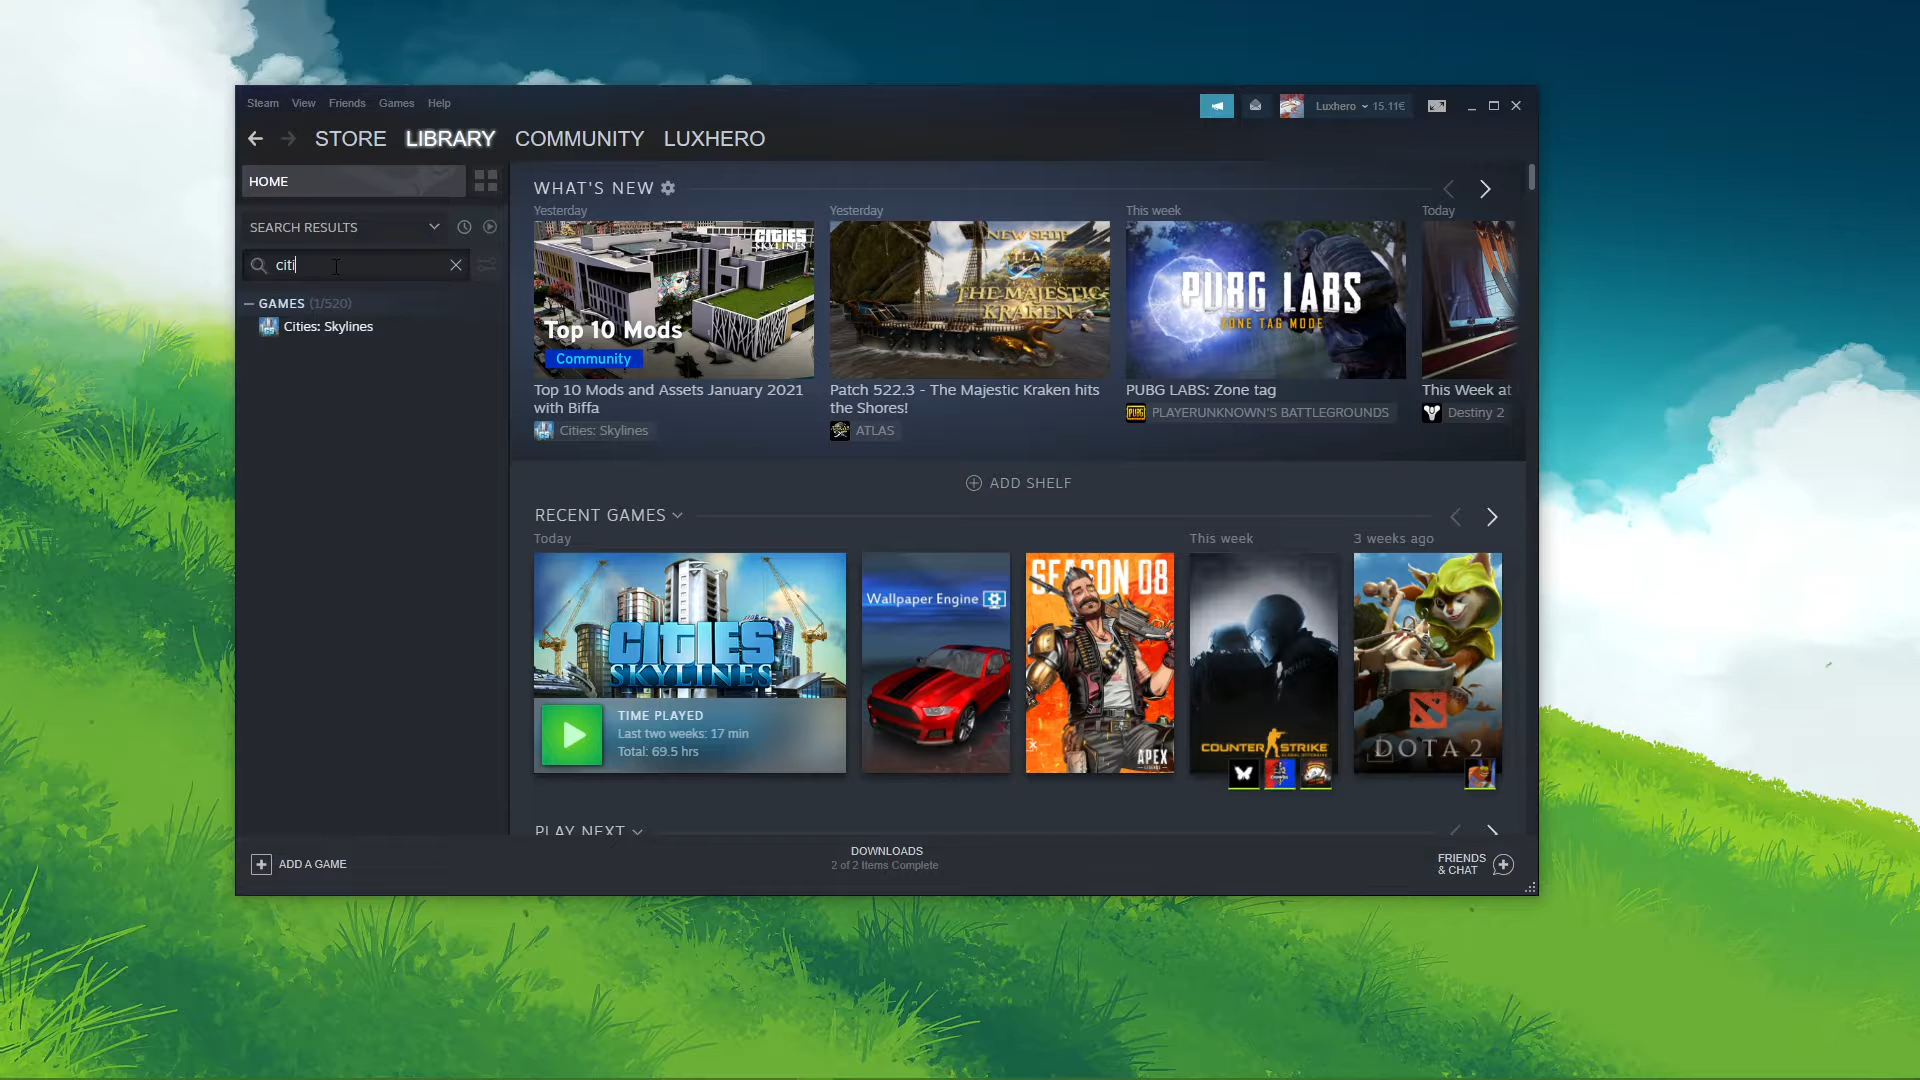 Steam View Friends Games Help
Luxhero 15.11€
STORE LIBRARY COMMUNITY LUXHERO
HOME
SEARCH RESULTS
citi
GAMES (1/520)
Cities: Skylines
WHAT'S NEW
Yesterday
CITIES
SKYLINES
Top 10 Mods
Community
Top 10 Mods and Assets January 2021
with Biffa
Cities: Skylines
Yesterday
NEW SHIP
ATLAS
THE MAJESTIC
KRAKEN
Patch 522.3 - The Majestic Kraken hits
the Shores!
ATLAS
This week
PUBG LABS
ZONE TAG MODE
PUBG LABS: Zone tag
PUBG
PLAYERUNKNOWN'S BATTLEGROUNDS
Today
This Week at
Destiny 2
ADD SHELF
RECENT GAMES
Today
CITIES
SKYLINES
TIME PLAYED
Last two weeks: 17 min
Total: 69.5 hrs
Wallpaper Engine
SEASON 08
APEX
This week
COUNTER STRIKE
3 weeks ago
DOTA 2
PLAY NEXT
ADD A GAME
DOWNLOADS
2 of 2 Items Complete
FRIENDS
& CHAT